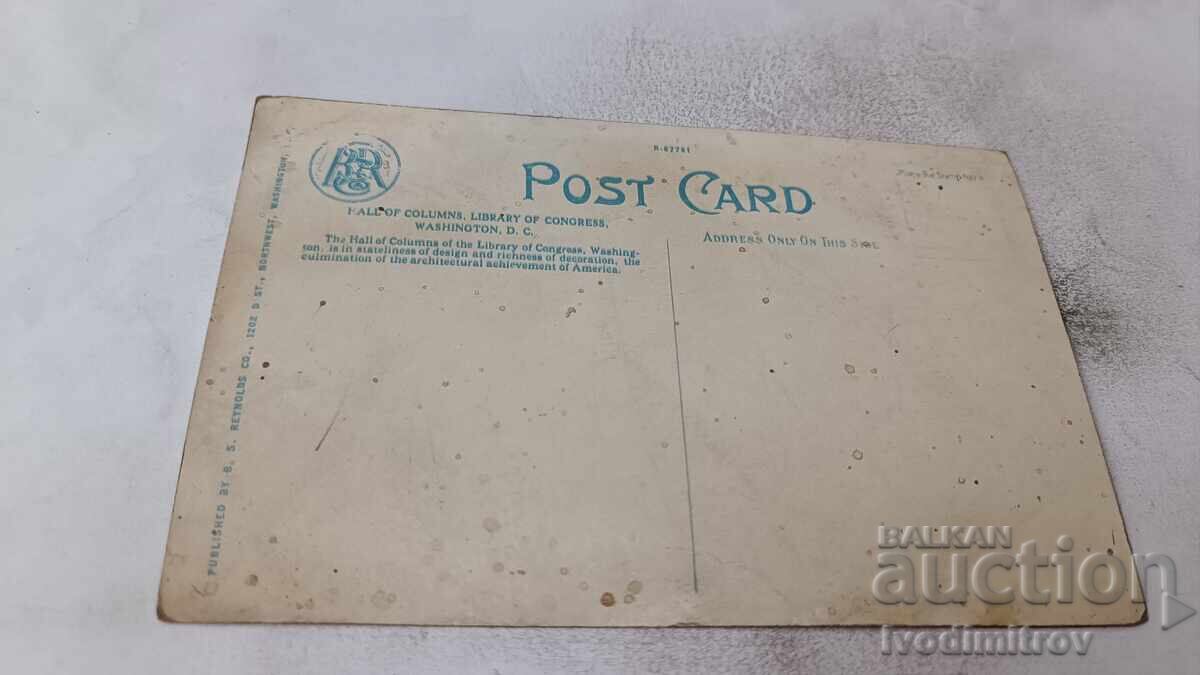 R-67761
POST CARD
HALL OF COLUMNS, LIBRARY OF CONGRESS,
WASHINGTON, D. C.
The Hall of Columns of the Library of Congress, Washing-
ton, is in stateliness of design and richness of decoration, the
culmination of the architectural achievement of America.
ADDRESS ONLY ON THIS SIDE
PUBLISHED BY B. S. REYNOLDS CO., 1202 D ST., NORTHWEST, WASHINGTON,
BALKAN
auction
ivodimitrov